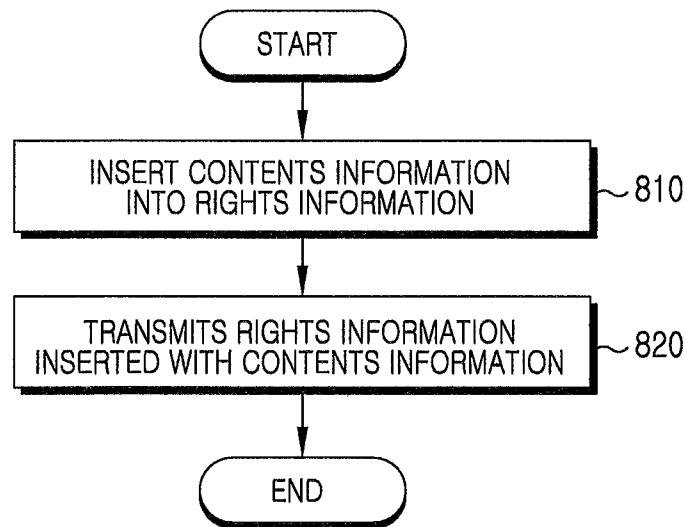 START
INSERT CONTENTS INFORMATION
INTO RIGHTS INFORMATION
810
TRANSMITS RIGHTS INFORMATION
INSERTED WITH CONTENTS INFORMATION
820
END